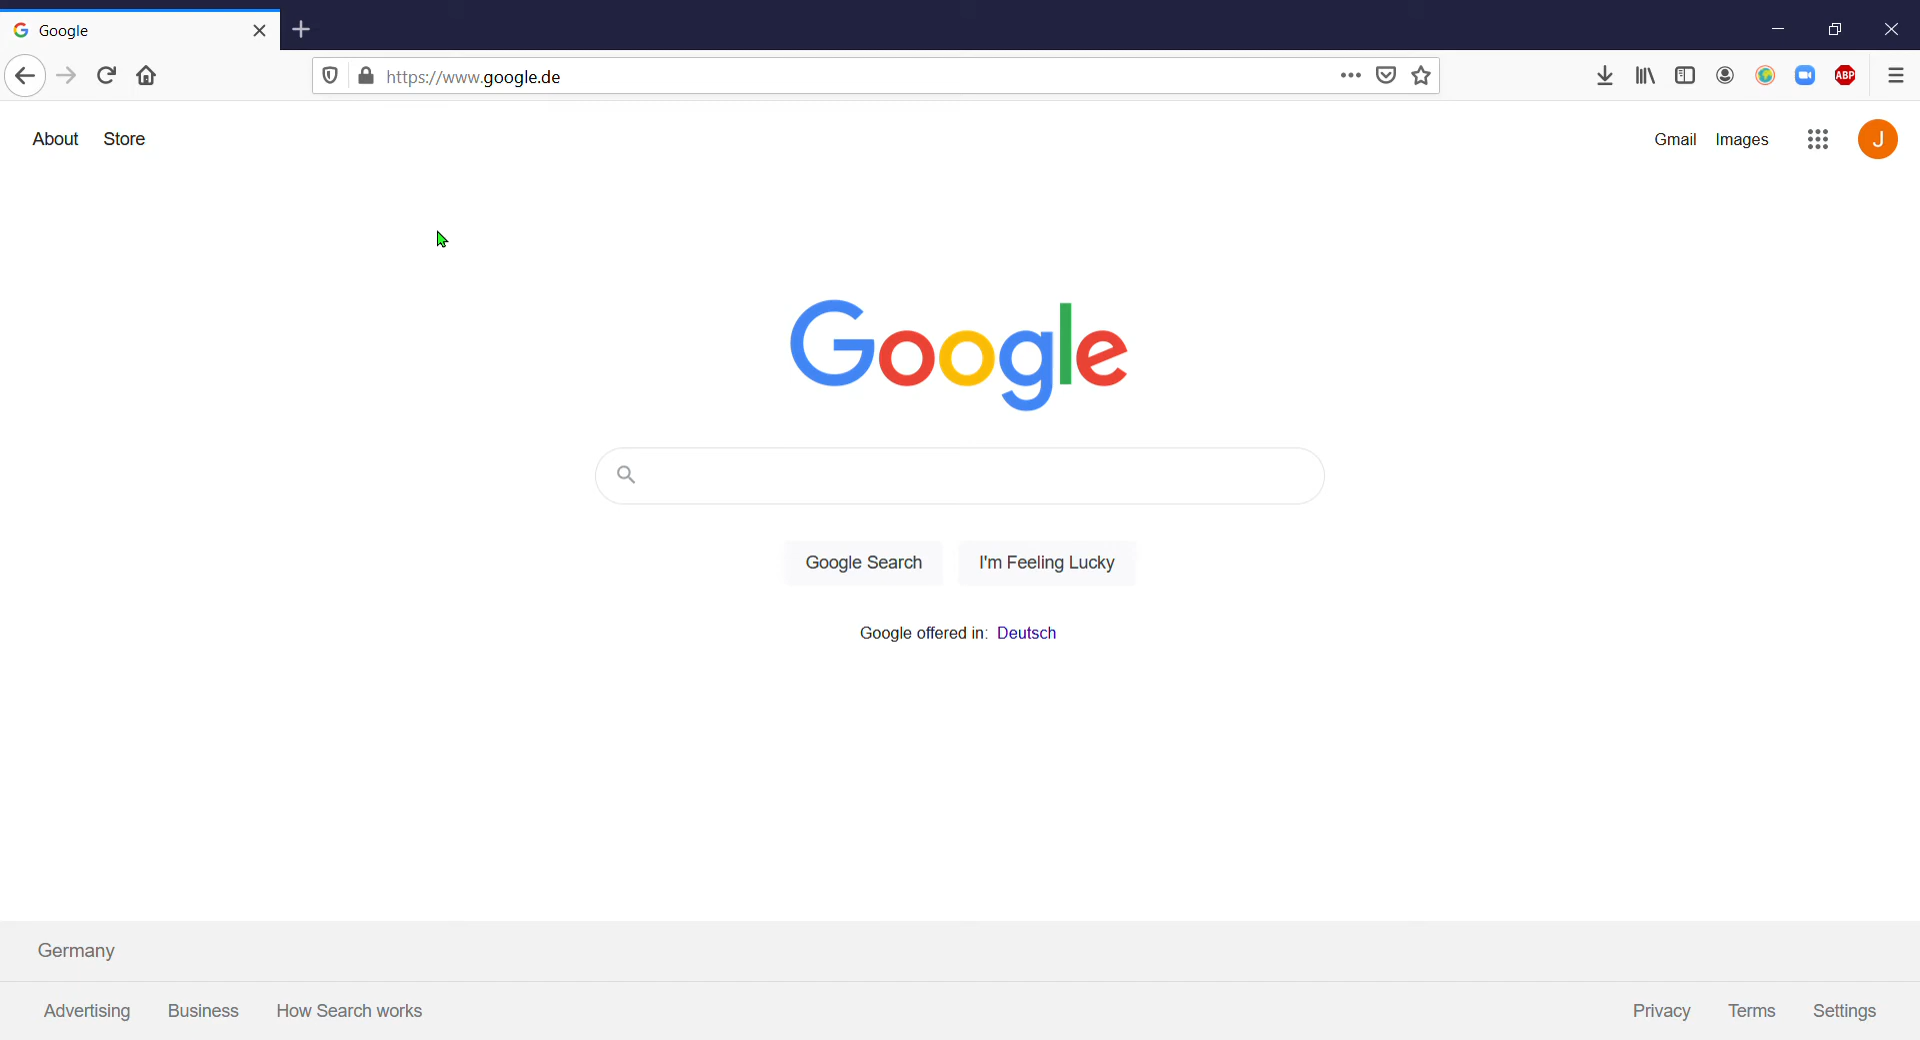 Google
https://www.google.de
ABP
About Store
Gmail Images
J
Google
Google Search I'm Feeling Lucky
Google offered in: Deutsch
Germany
Advertising Business How Search works
Privacy Terms Settings